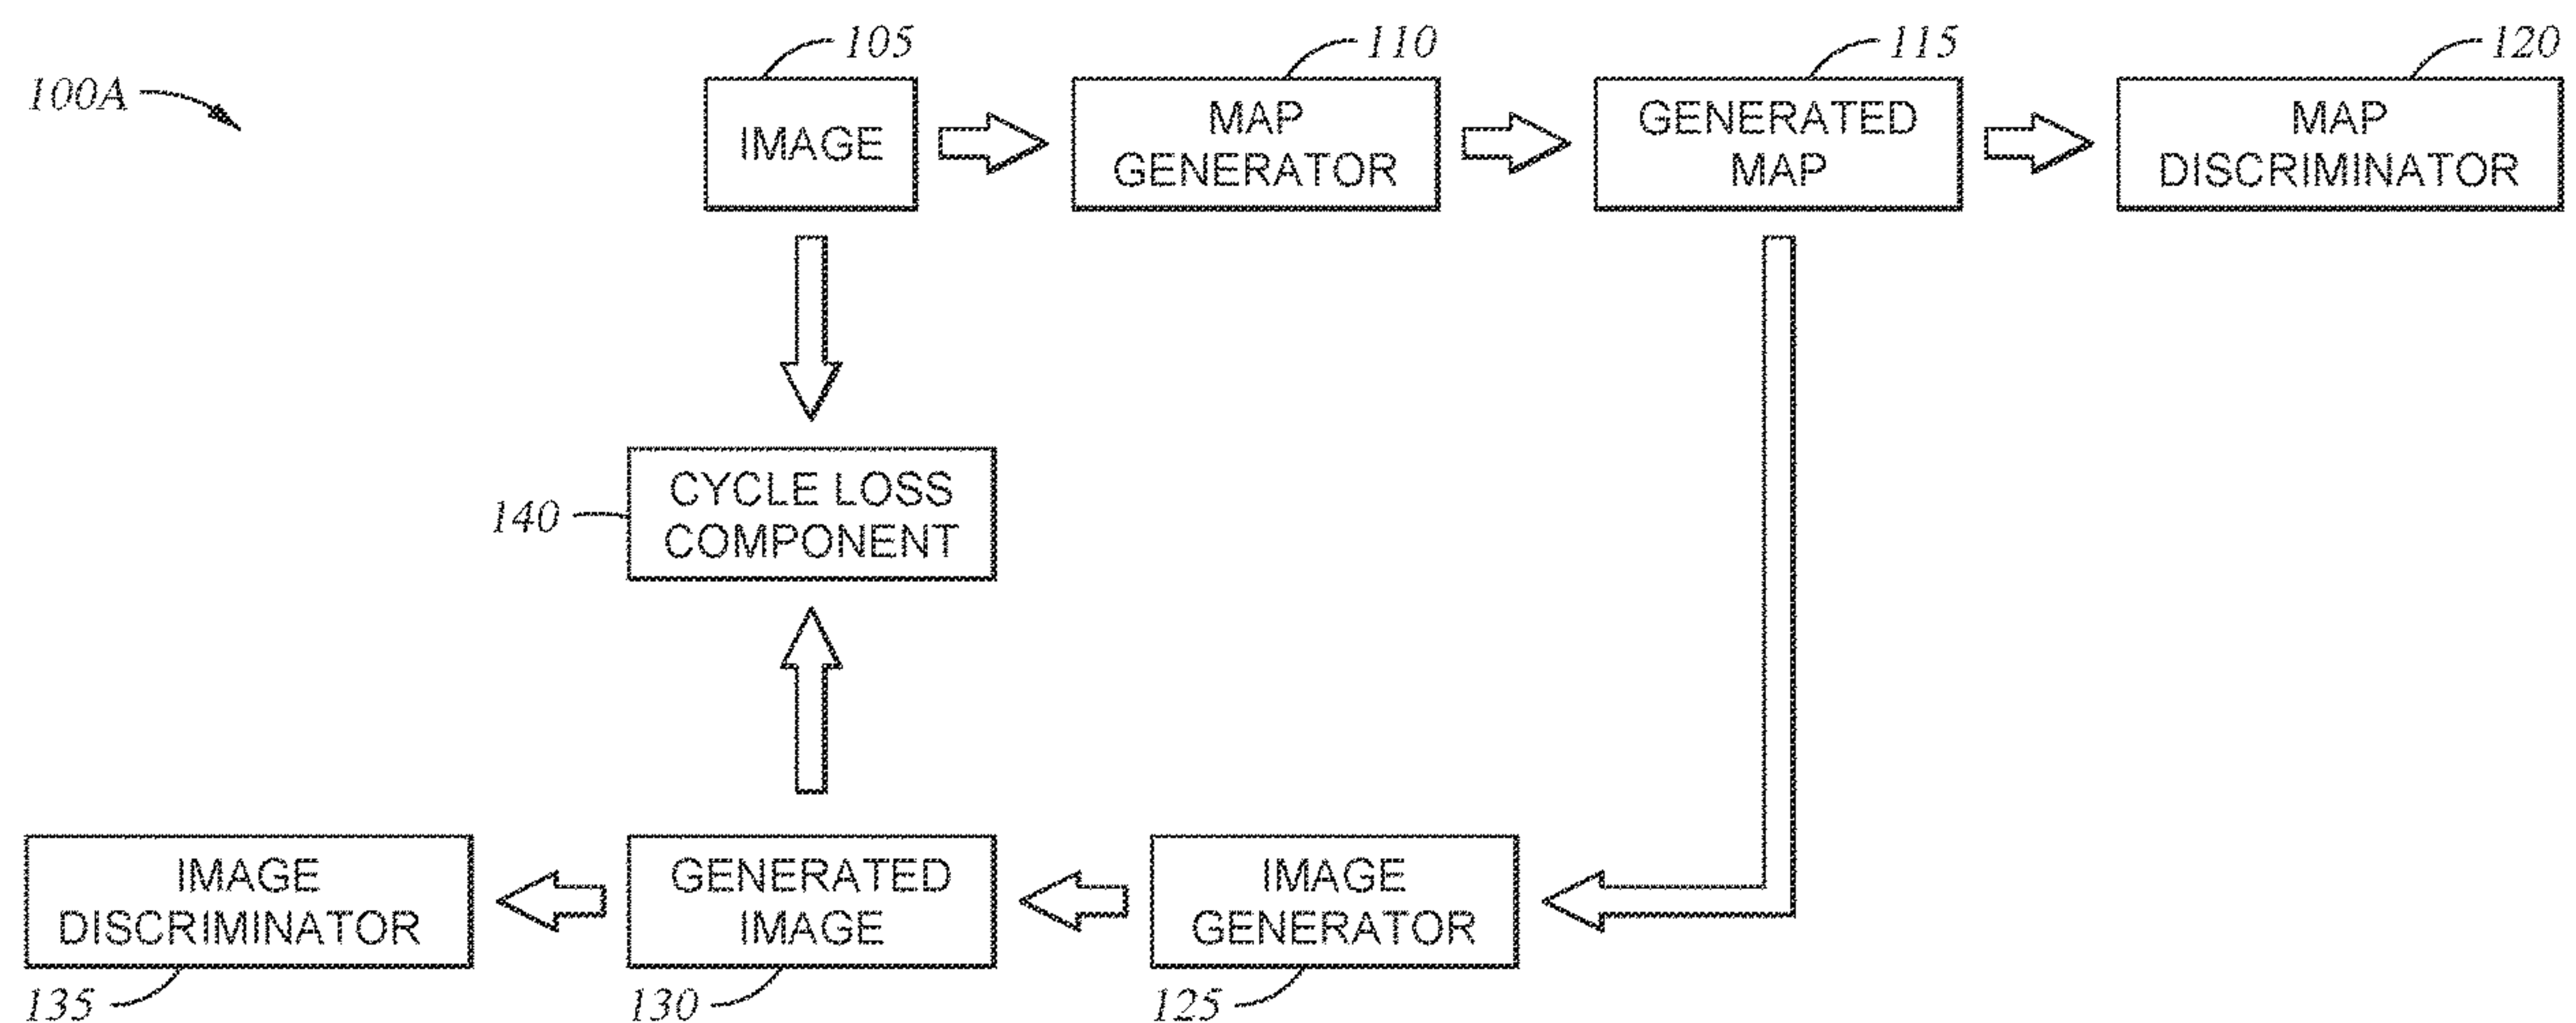 100A
105
110
115
120
IMAGE
MAP
GENERATOR
GENERATED
MAP
MAP
DISCRIMINATOR
140
CYCLE LOSS
COMPONENT
IMAGE
DISCRIMINATOR
GENERATED
IMAGE
IMAGE
GENERATOR
135
130
125